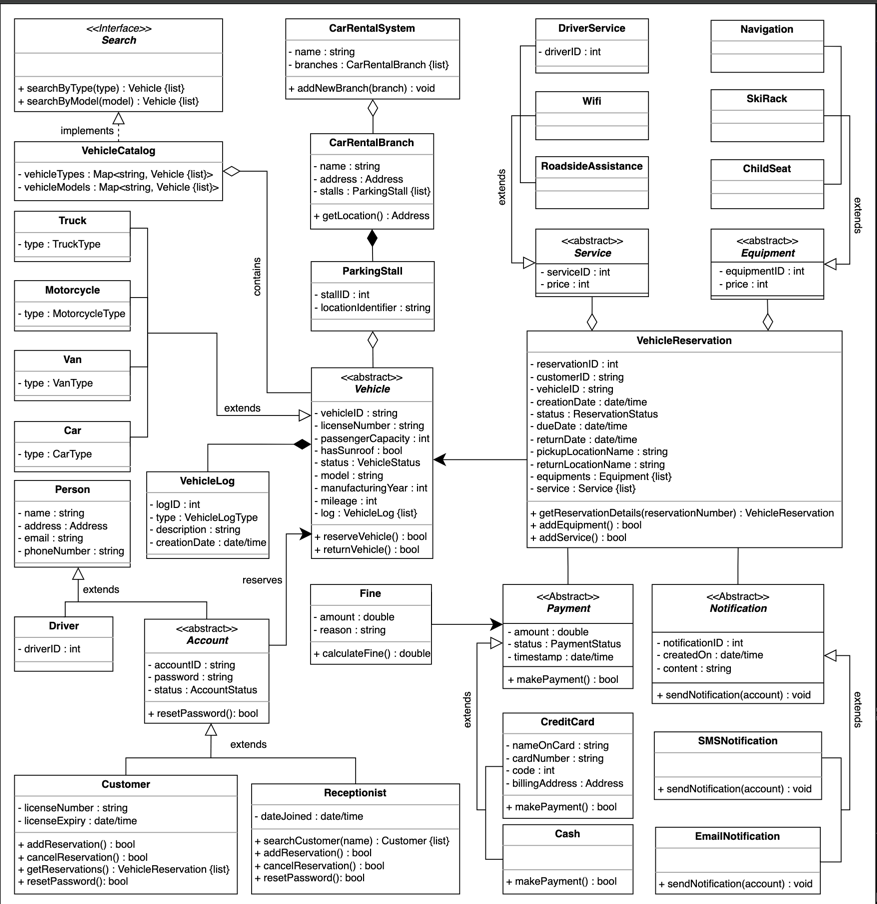 <<Interface>>
Search
+ searchByType(type) : Vehicle {list}
+ searchByModel(model) : Vehicle {list}
implements
VehicleCatalog
- vehicleTypes : Map<string, Vehicle {list}>
- vehicleModels : Map<string, Vehicle {list}>
contains
Truck
- type : TruckType
Motorcycle
- type : MotorcycleType
Van
- type : VanType
Car
- type : CarType
extends
CarRentalSystem
- name : string
- branches : CarRentalBranch {list}
+ addNewBranch(branch) : void
CarRentalBranch
- name : string
- address : Address
- stalls : ParkingStall {list}
+ getLocation() : Address
ParkingStall
- stallID : int
- locationIdentifier : string
<<abstract>>
Vehicle
- vehicleID : string
- licenseNumber : string
- passengerCapacity : int
- hasSunroof : bool
- status : VehicleStatus
- model : string
- manufacturingYear : int
- mileage : int
- log : VehicleLog {list}
+ reserveVehicle() : bool
+ returnVehicle() : bool
VehicleLog
- logID : int
- type : VehicleLogType
- description : string
- creationDate : date/time
reserves
DriverService
- driverID : int
Wifi
RoadsideAssistance
extends
<<abstract>>
Service
- serviceID : int
- price : int
Navigation
SkiRack
ChildSeat
extends
<<abstract>>
Equipment
- equipmentID : int
- price : int
VehicleReservation
- reservationID : int
- customerID : string
- vehicleID : string
- creationDate : date/time
- status : ReservationStatus
- dueDate : date/time
- returnDate : date/time
- pickupLocationName : string
- returnLocationName : string
- equipments : Equipment {list}
- service : Service {list}
+ getReservationDetails(reservationNumber) : VehicleReservation
+ addEquipment() : bool
+ addService() : bool
Person
- name : string
- address : Address
- email : string
- phoneNumber : string
extends
Driver
- driverID : int
<<abstract>>
Account
- accountID : string
- password : string
- status : AccountStatus
+ resetPassword(): bool
extends
Customer
- licenseNumber : string
- licenseExpiry : date/time
+ addReservation() : bool
+ cancelReservation() : bool
+ getReservations() : VehicleReservation {list}
+ resetPassword(): bool
Receptionist
- dateJoined : date/time
+ searchCustomer(name) : Customer {list}
+ addReservation() : bool
+ cancelReservation() : bool
+ resetPassword(): bool
Fine
- amount : double
- reason : string
+ calculateFine() : double
<<Abstract>>
Payment
- amount : double
- status : PaymentStatus
- timestamp : date/time
+ makePayment() : bool
extends
CreditCard
- nameOnCard : string
- cardNumber : string
- code : int
- billingAddress : Address
+ makePayment() : bool
Cash
+ makePayment() : bool
<<Abstract>>
Notification
- notificationID : int
- createdOn : date/time
- content : string
+ sendNotification(account) : void
extends
SMSNotification
+ sendNotification(account) : void
EmailNotification
+ sendNotification(account) : void